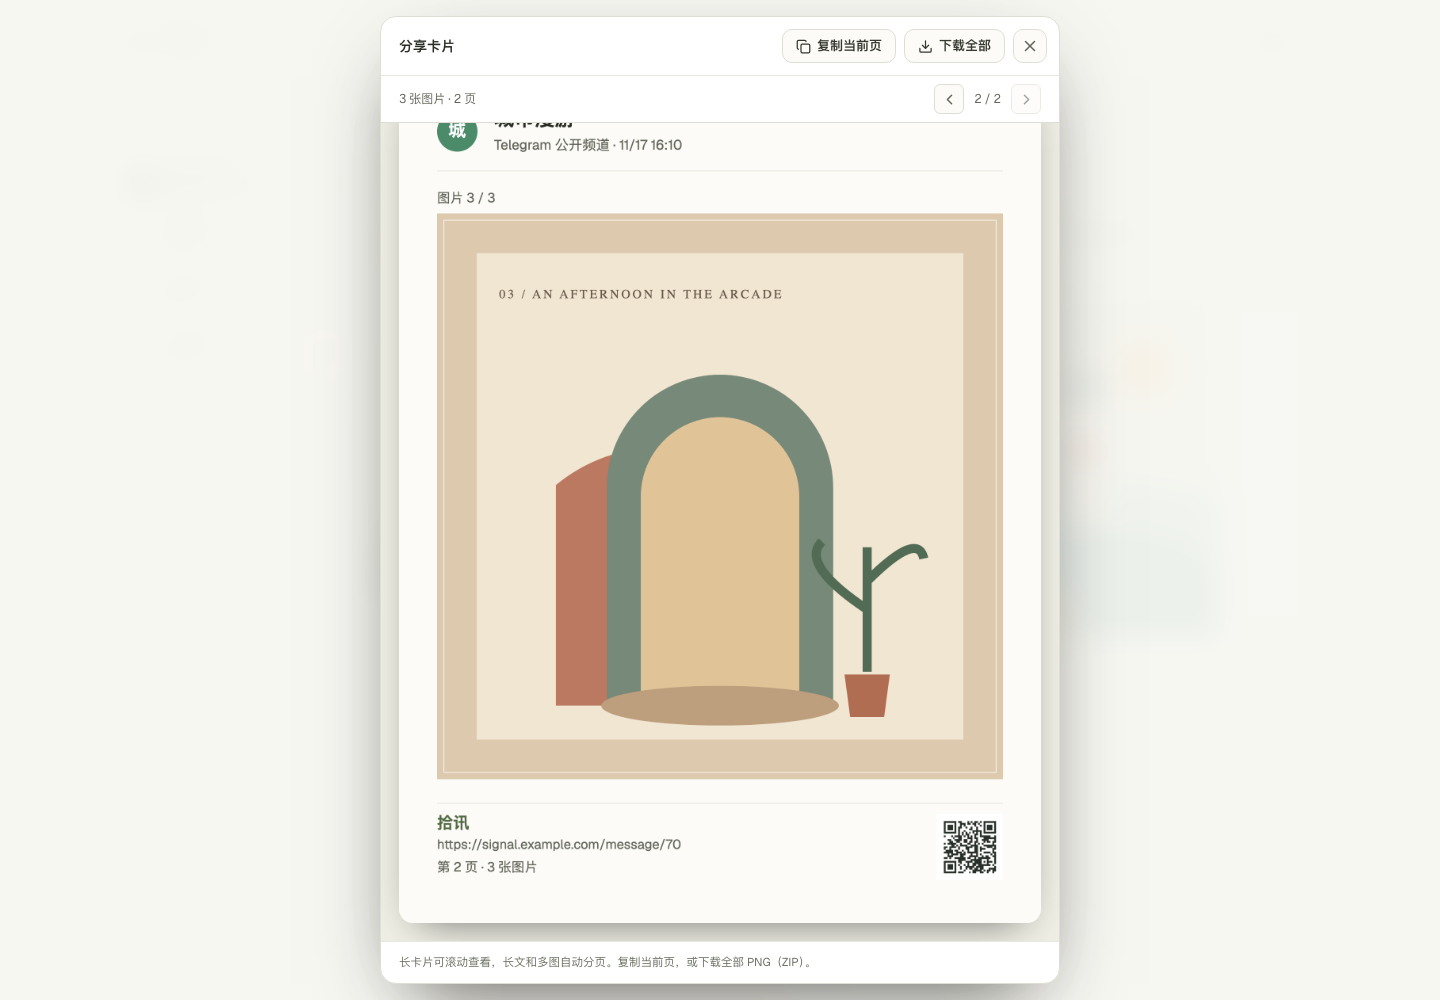 分享卡片
复制当前页
下载全部
3 张图片 · 2 页
2 / 2
城
城市漫游
Telegram 公开频道 · 11/17 16:10
图片 3 / 3
03 / AN AFTERNOON IN THE ARCADE
拾讯
https://signal.example.com/message/70
第 2 页 · 3 张图片
长卡片可滚动查看，长文和多图自动分页。复制当前页，或下载全部 PNG（ZIP）。